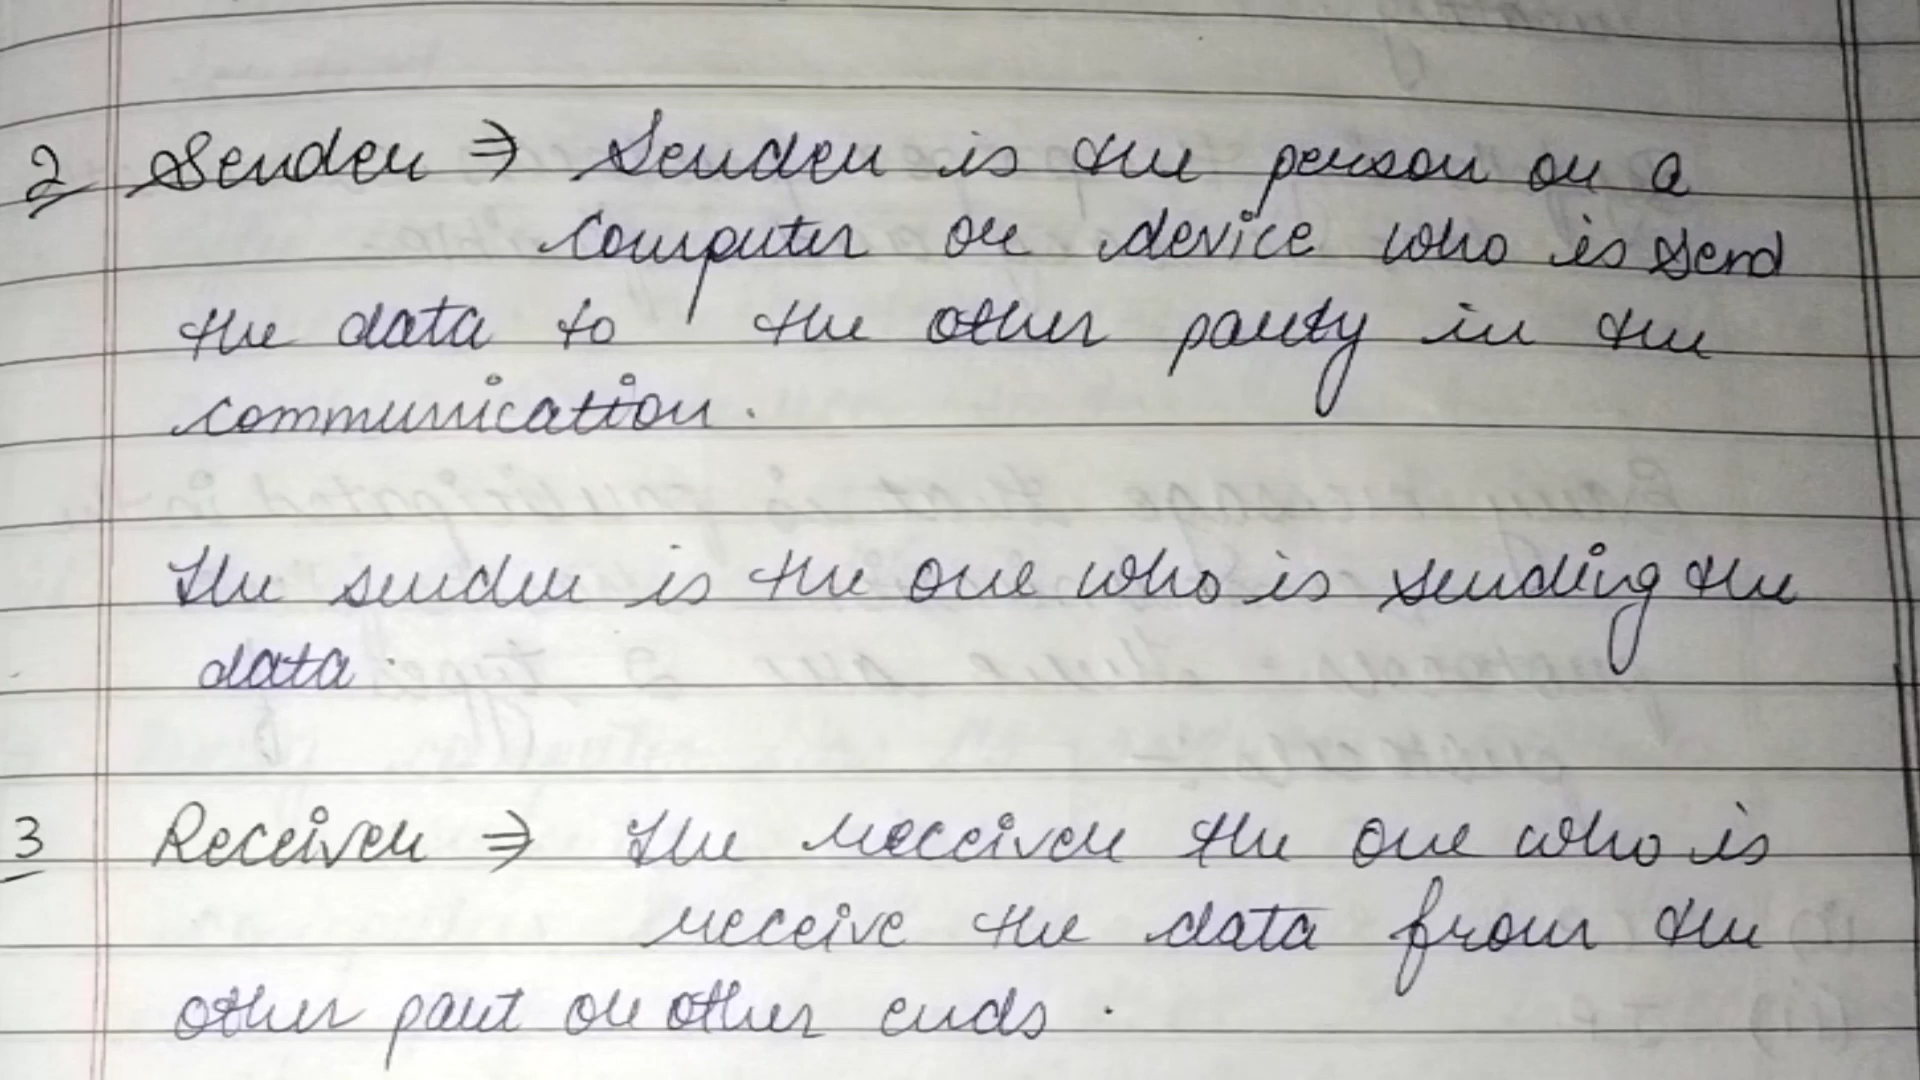 2 Sender ⇒ Sender is the person or a
computer or device who is send
the data to the other party in the
communication.
The sender is the one who is sending the
data.
3 Receiver ⇒ The receiver the one who is
receive the data from the
other part or other ends.